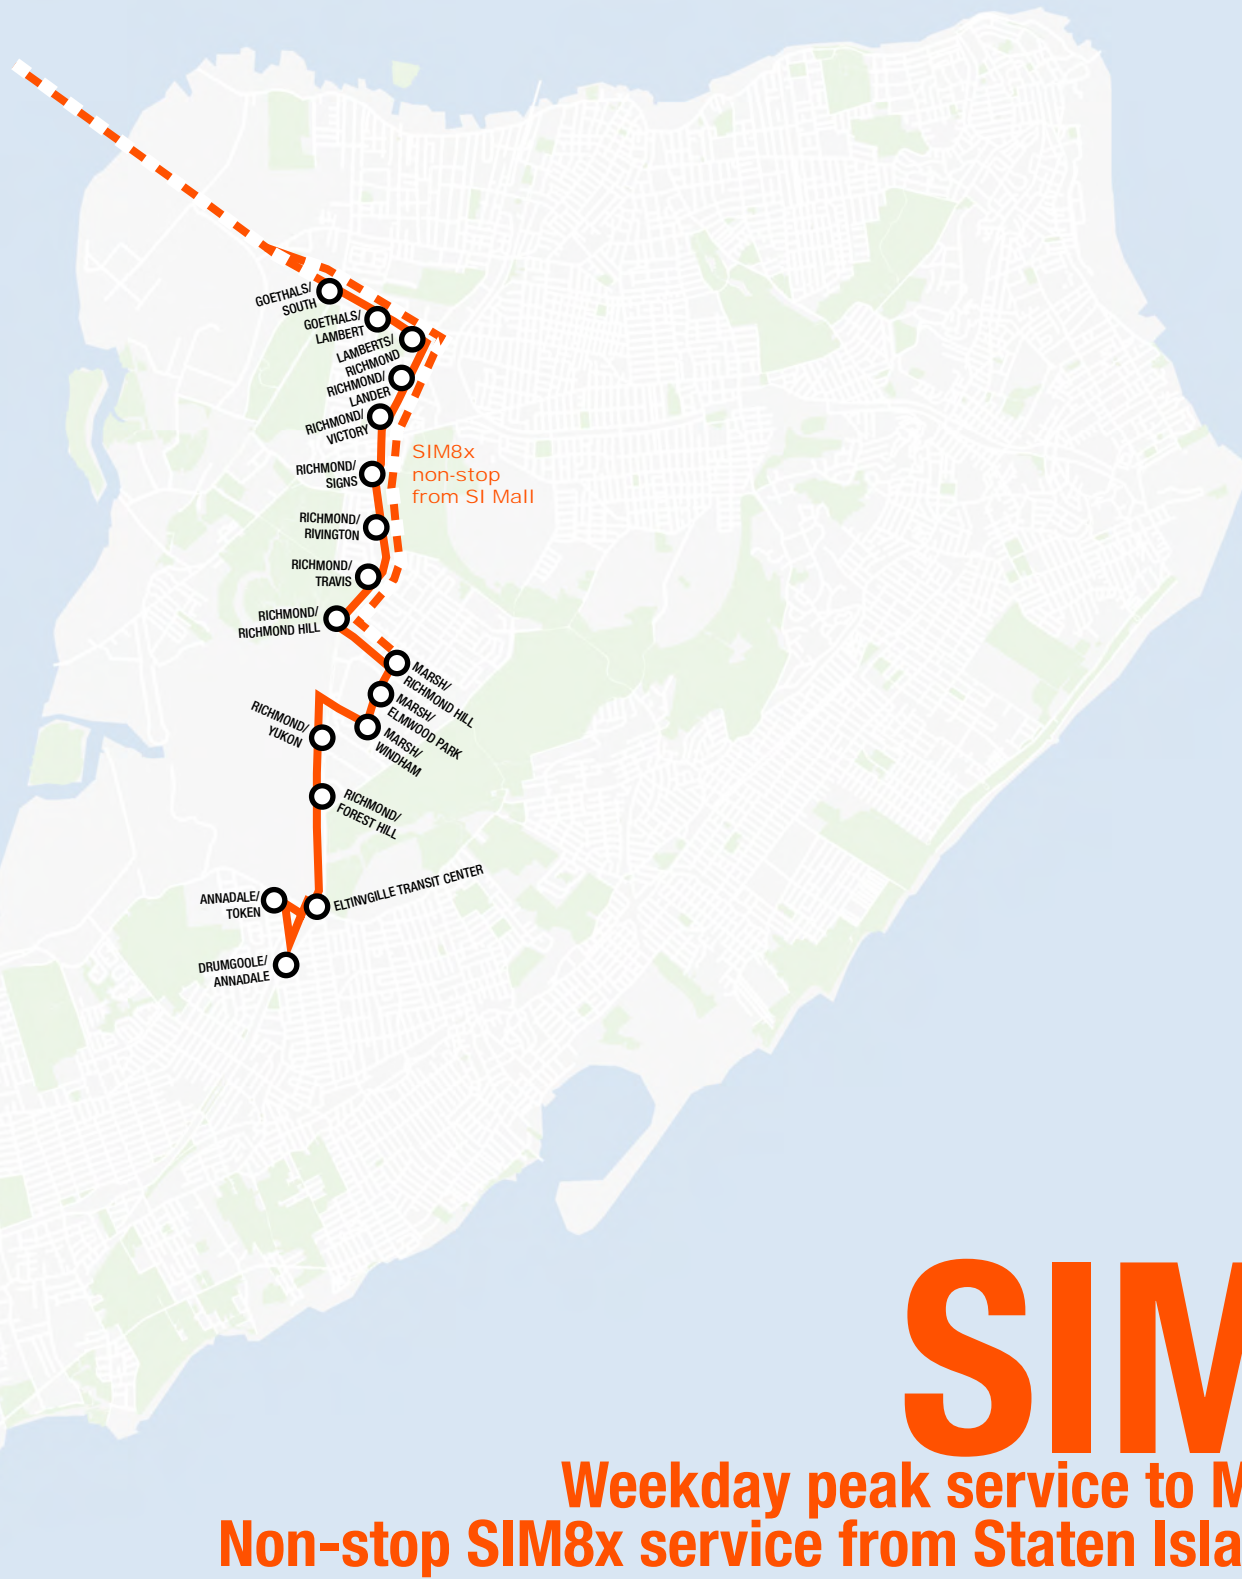 GOETHALS/
SOUTH
GOETHALS/
LAMBERT
LAMBERTS/
RICHMOND
RICHMOND/
LANDER
RICHMOND/
VICTORY
SIM8x
non-stop
from SI Mall
RICHMOND/
SIGNS
RICHMOND/
RIVINGTON
RICHMOND/
TRAVIS
RICHMOND/
RICHMOND HILL
MARSH/
RICHMOND HILL
MARSH/
ELMWOOD PARK
MARSH/
WINDHAM
RICHMOND/
YUKON
RICHMOND/
FOREST HILL
ELTINVGILLE TRANSIT CENTER
ANNADALE/
TOKEN
DRUMGOOLE/
ANNADALE
SIM
Weekday peak service to M
Non-stop SIM8x service from Staten Isla